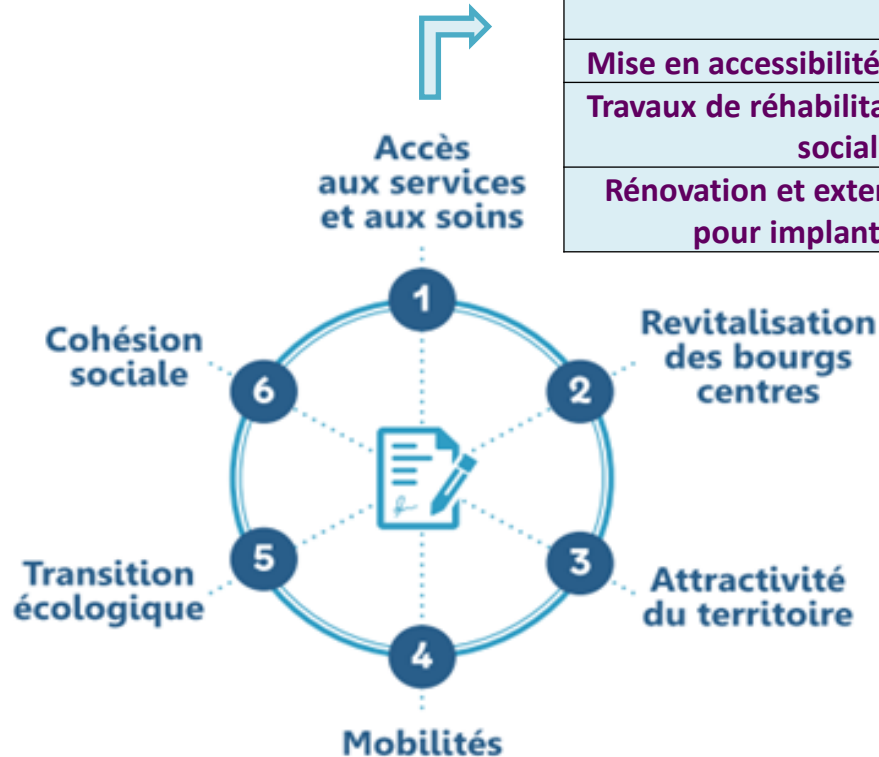 Mise en accessibilité
Travaux de réhabilita
social
Rénovation et exter
pour implant
Accès
aux services
et aux soins
1
Revitalisation
des bourgs
centres
2
Attractivité
du territoire
3
Mobilités
4
Transition
écologique
5
Cohésion
sociale
6